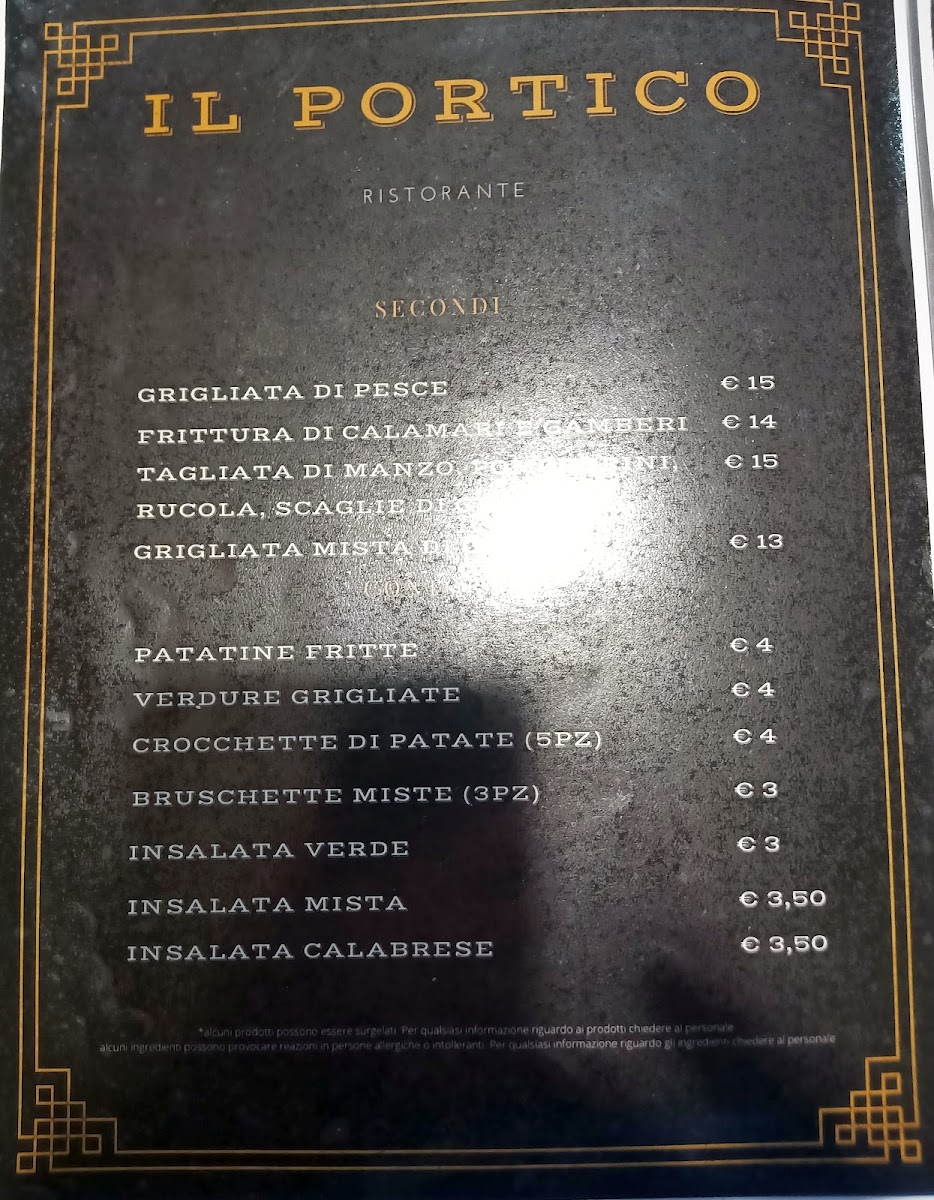 IL PORTICO
RISTORANTE
SECONDI
GRIGLIATA DI PESCE € 15
FRITTURA DI CALAMARI E GAMBERI € 14
TAGLIATA DI MANZO, € 15
RUCOLA, SCAGLIE DI
GRIGLIATA MISTA DI € 13
PATATINE FRITTE € 4
VERDURE GRIGLIATE € 4
CROCCHETTE DI PATATE (5PZ) € 4
BRUSCHETTE MISTE (3PZ) € 3
INSALATA VERDE € 3
INSALATA MISTA € 3,50
INSALATA CALABRESE € 3,50
*alcuni prodotti possono essere surgelati. Per qualsiasi informazione riguardo ai prodotti chiedere al personale
alcuni ingredienti possono provocare reazioni in persone allergiche o intolleranti. Per qualsiasi informazione riguardo gli ingredienti chiedere al personale